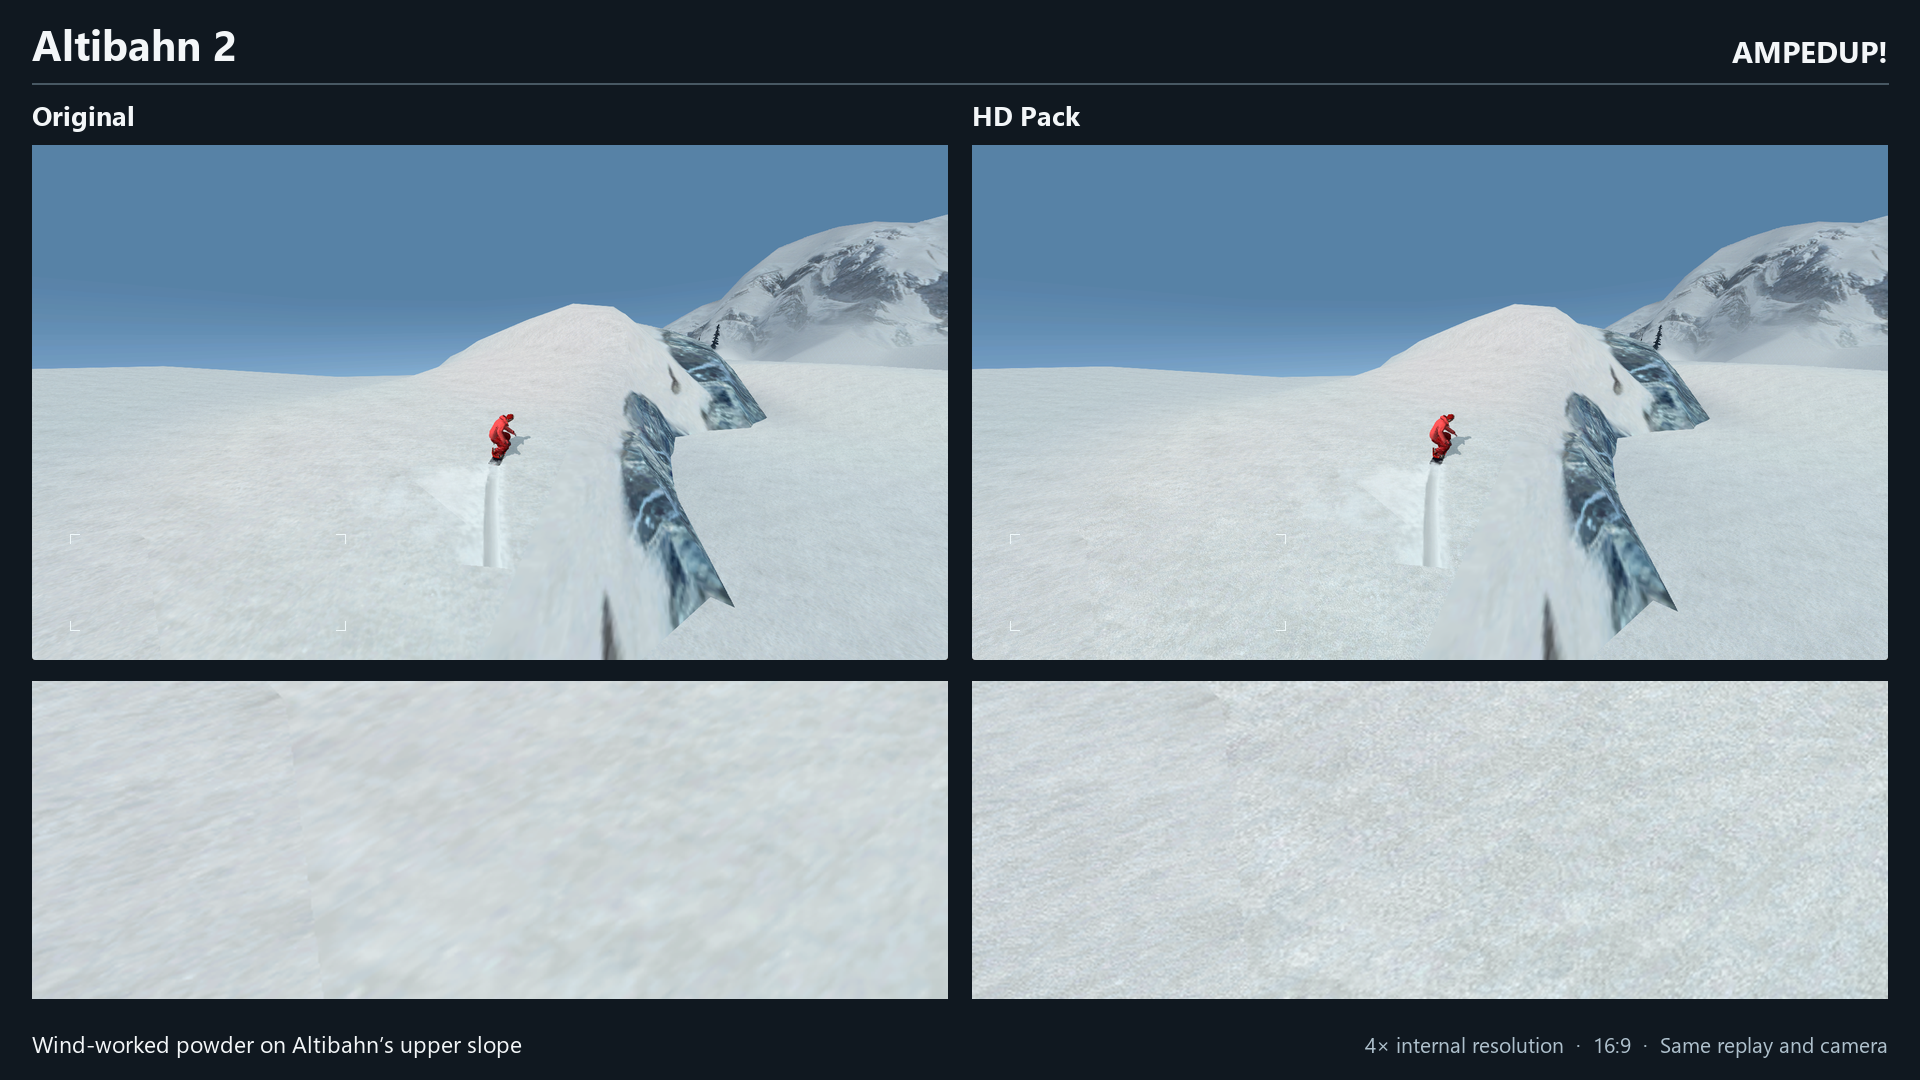 Altibahn 2
AMPEDUP!
Original
HD Pack
Wind-worked powder on Altibahn’s upper slope
4× internal resolution · 16:9 · Same replay and camera